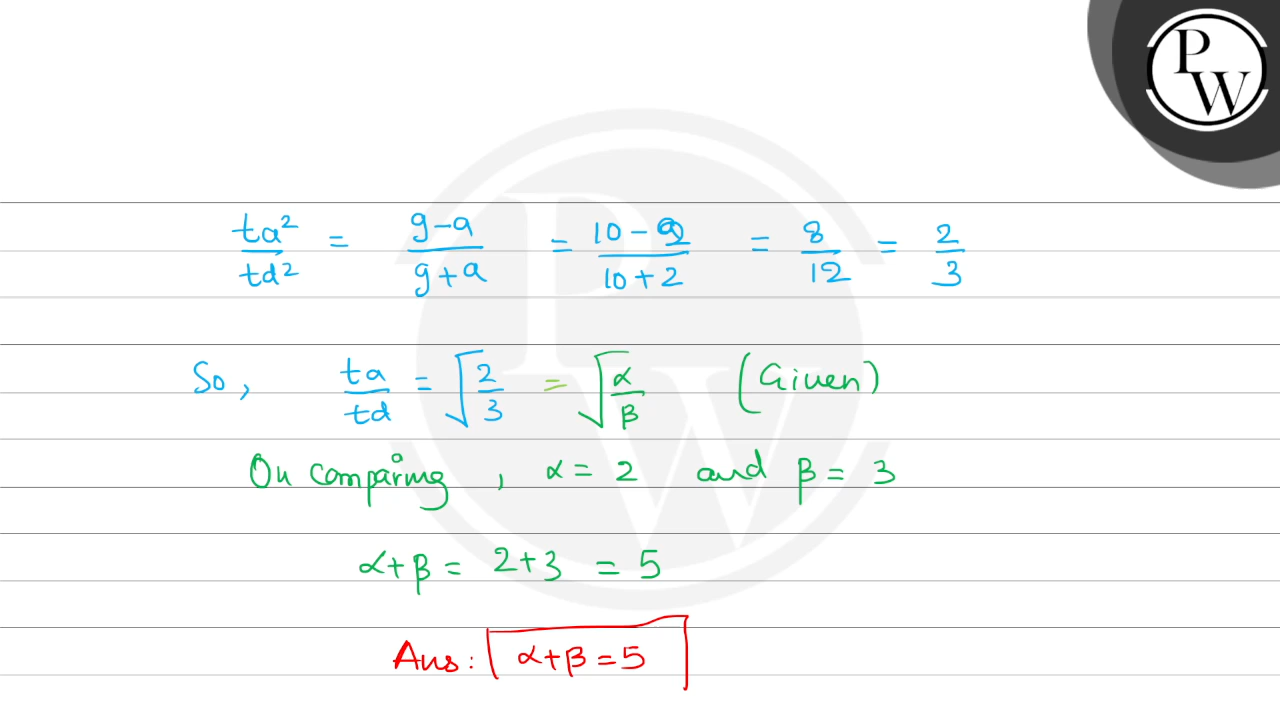 PW
ta²/td² = g-a/g+a = 10-2/10+2 = 8/12 = 2/3
So, ta/td = √2/3 = √α/β (Given)
On comparing, α = 2 and β = 3
α+β = 2+3 = 5
Ans: α+β = 5